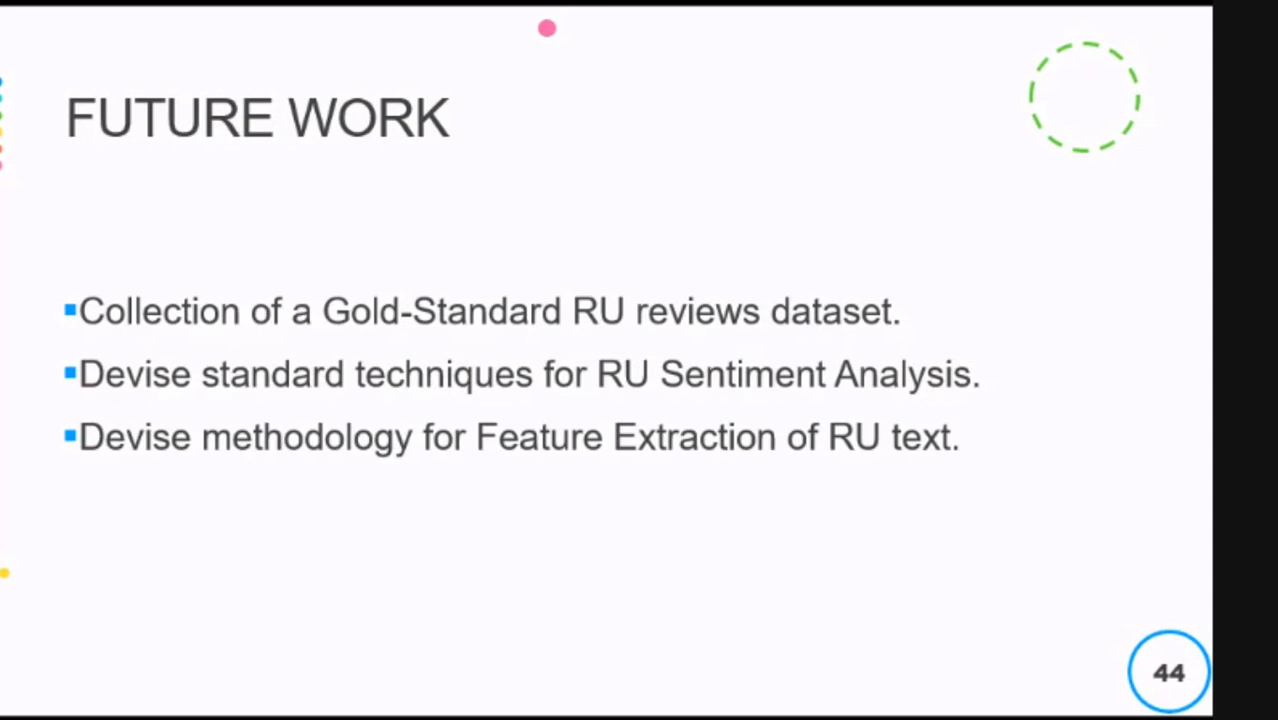 FUTURE WORK
▪Collection of a Gold-Standard RU reviews dataset.
▪Devise standard techniques for RU Sentiment Analysis.
▪Devise methodology for Feature Extraction of RU text.
44